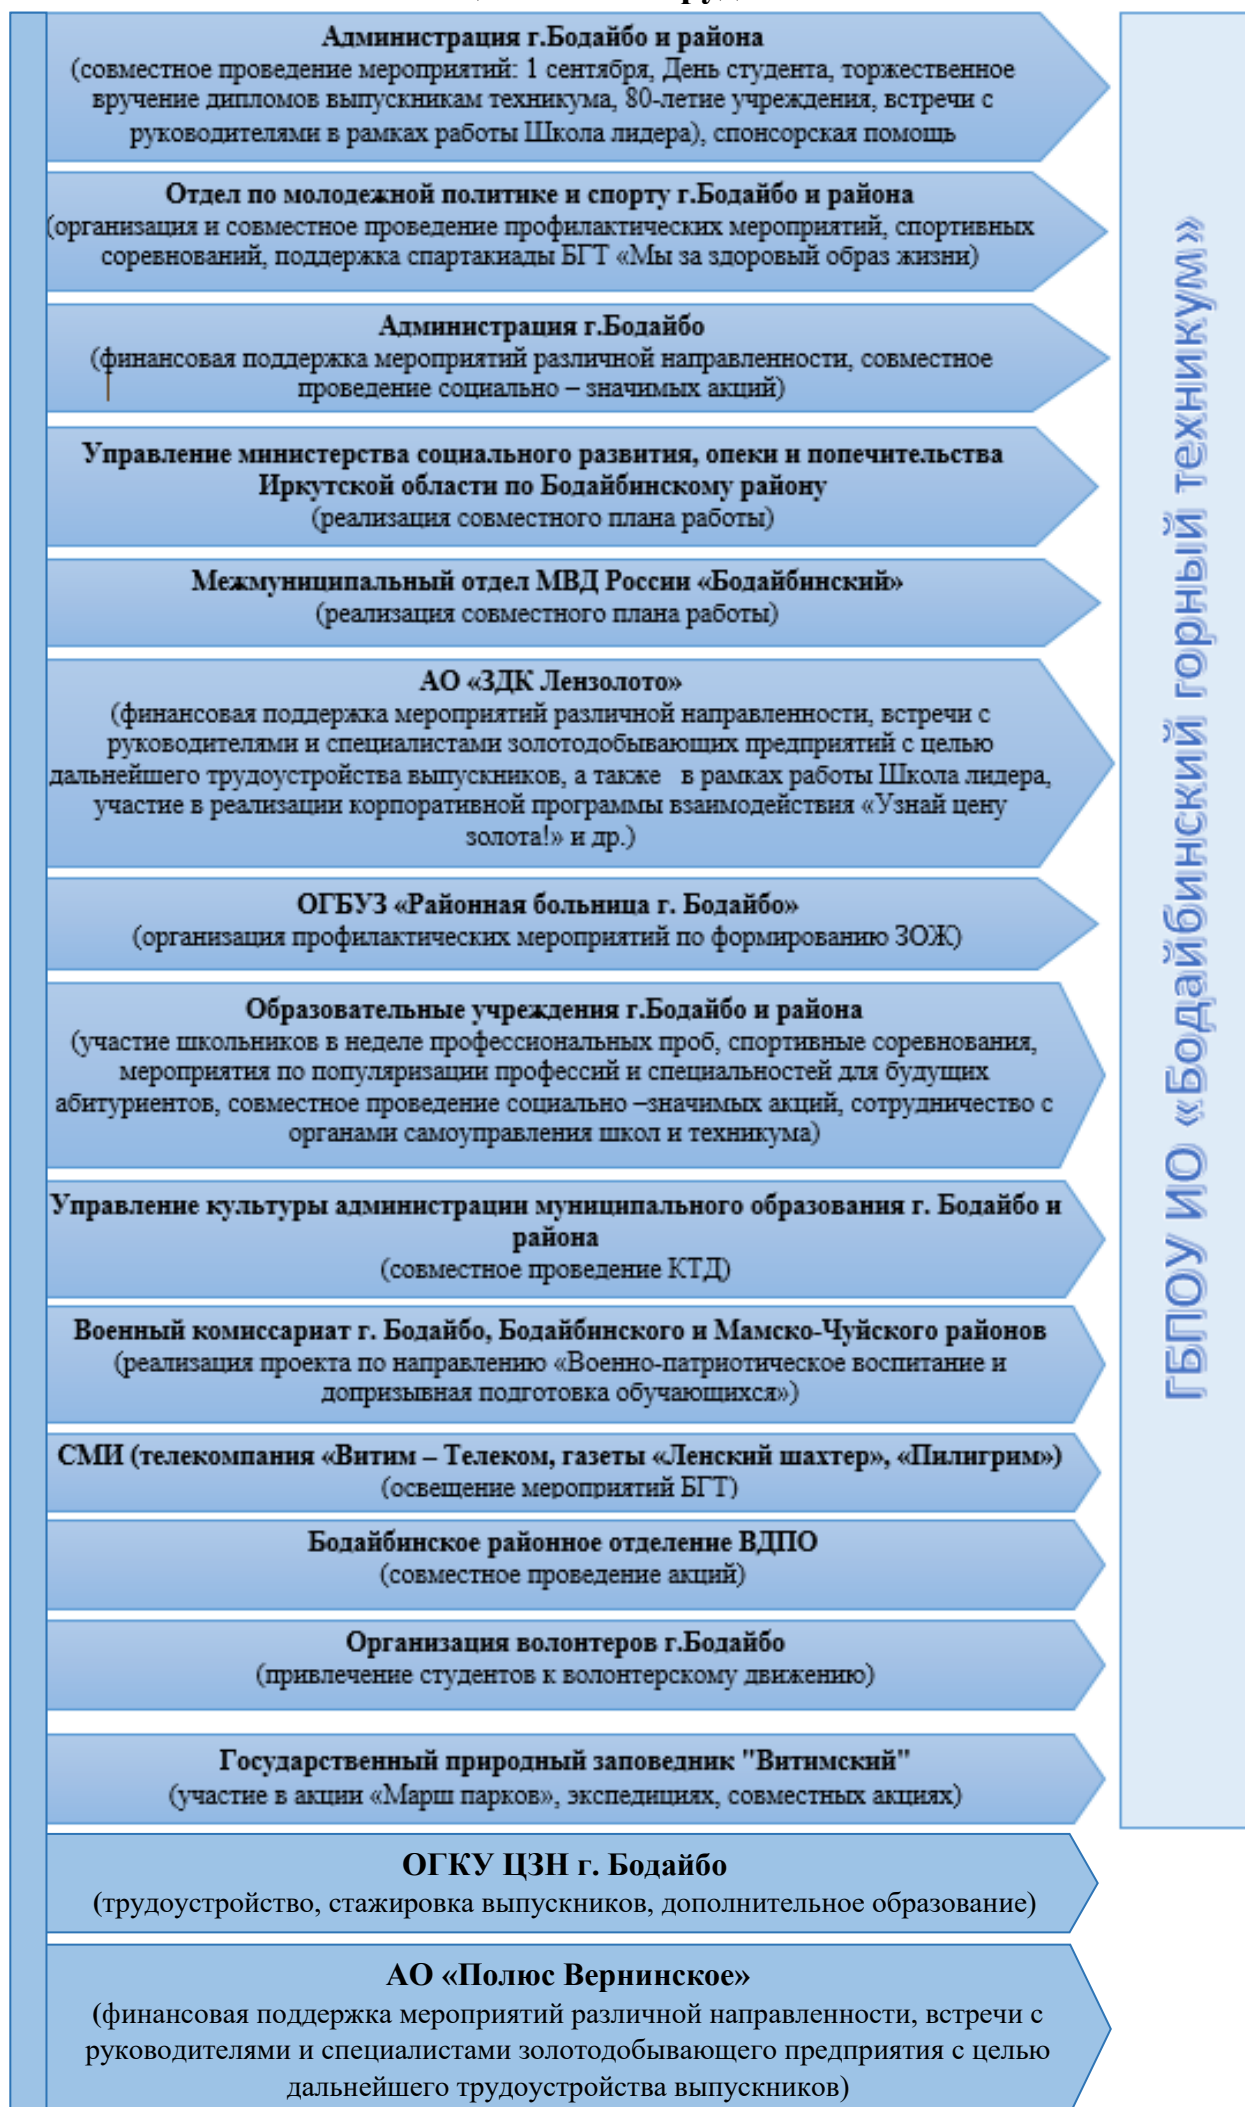 Администрация г.Бодайбо и района
(совместное проведение мероприятий: 1 сентября, День студента, торжественное
вручение дипломов выпускникам техникума, 80-летие учреждения, встречи с
руководителями в рамках работы Школа лидера), спонсорская помощь
Отдел по молодежной политике и спорту г.Бодайбо и района
(организация и совместное проведение профилактических мероприятий, спортивных
соревнований, поддержка спартакиады БГТ «Мы за здоровый образ жизни)
Администрация г.Бодайбо
(финансовая поддержка мероприятий различной направленности, совместное
проведение социально – значимых акций)
Управление министерства социального развития, опеки и попечительства
Иркутской области по Бодайбинскому району
(реализация совместного плана работы)
Межмуниципальный отдел МВД России «Бодайбинский»
(реализация совместного плана работы)
АО «ЗДК Лензолото»
(финансовая поддержка мероприятий различной направленности, встречи с
руководителями и специалистами золотодобывающих предприятий с целью
дальнейшего трудоустройства выпускников, а также в рамках работы Школа лидера,
участие в реализации корпоративной программы взаимодействия «Узнай цену
золота!» и др.)
ОГБУЗ «Районная больница г. Бодайбо»
(организация профилактических мероприятий по формированию ЗОЖ)
Образовательные учреждения г.Бодайбо и района
(участие школьников в неделе профессиональных проб, спортивные соревнования,
мероприятия по популяризации профессий и специальностей для будущих
абитуриентов, совместное проведение социально –значимых акций, сотрудничество с
органами самоуправления школ и техникума)
Управление культуры администрации муниципального образования г. Бодайбо и
района
(совместное проведение КТД)
Военный комиссариат г. Бодайбо, Бодайбинского и Мамско-Чуйского районов
(реализация проекта по направлению «Военно-патриотическое воспитание и
допризывная подготовка обучающихся»)
СМИ (телекомпания «Витим – Телеком, газеты «Ленский шахтер», «Пилигрим»)
(освещение мероприятий БГТ)
Бодайбинское районное отделение ВДПО
(совместное проведение акций)
Организация волонтеров г.Бодайбо
(привлечение студентов к волонтерскому движению)
Государственный природный заповедник "Витимский"
(участие в акции «Марш парков», экспедициях, совместных акциях)
ОГКУ ЦЗН г. Бодайбо
(трудоустройство, стажировка выпускников, дополнительное образование)
АО «Полюс Вернинское»
(финансовая поддержка мероприятий различной направленности, встречи с
руководителями и специалистами золотодобывающего предприятия с целью
дальнейшего трудоустройства выпускников)
ГБПОУ ИО «Бодайбинский горный техникум»